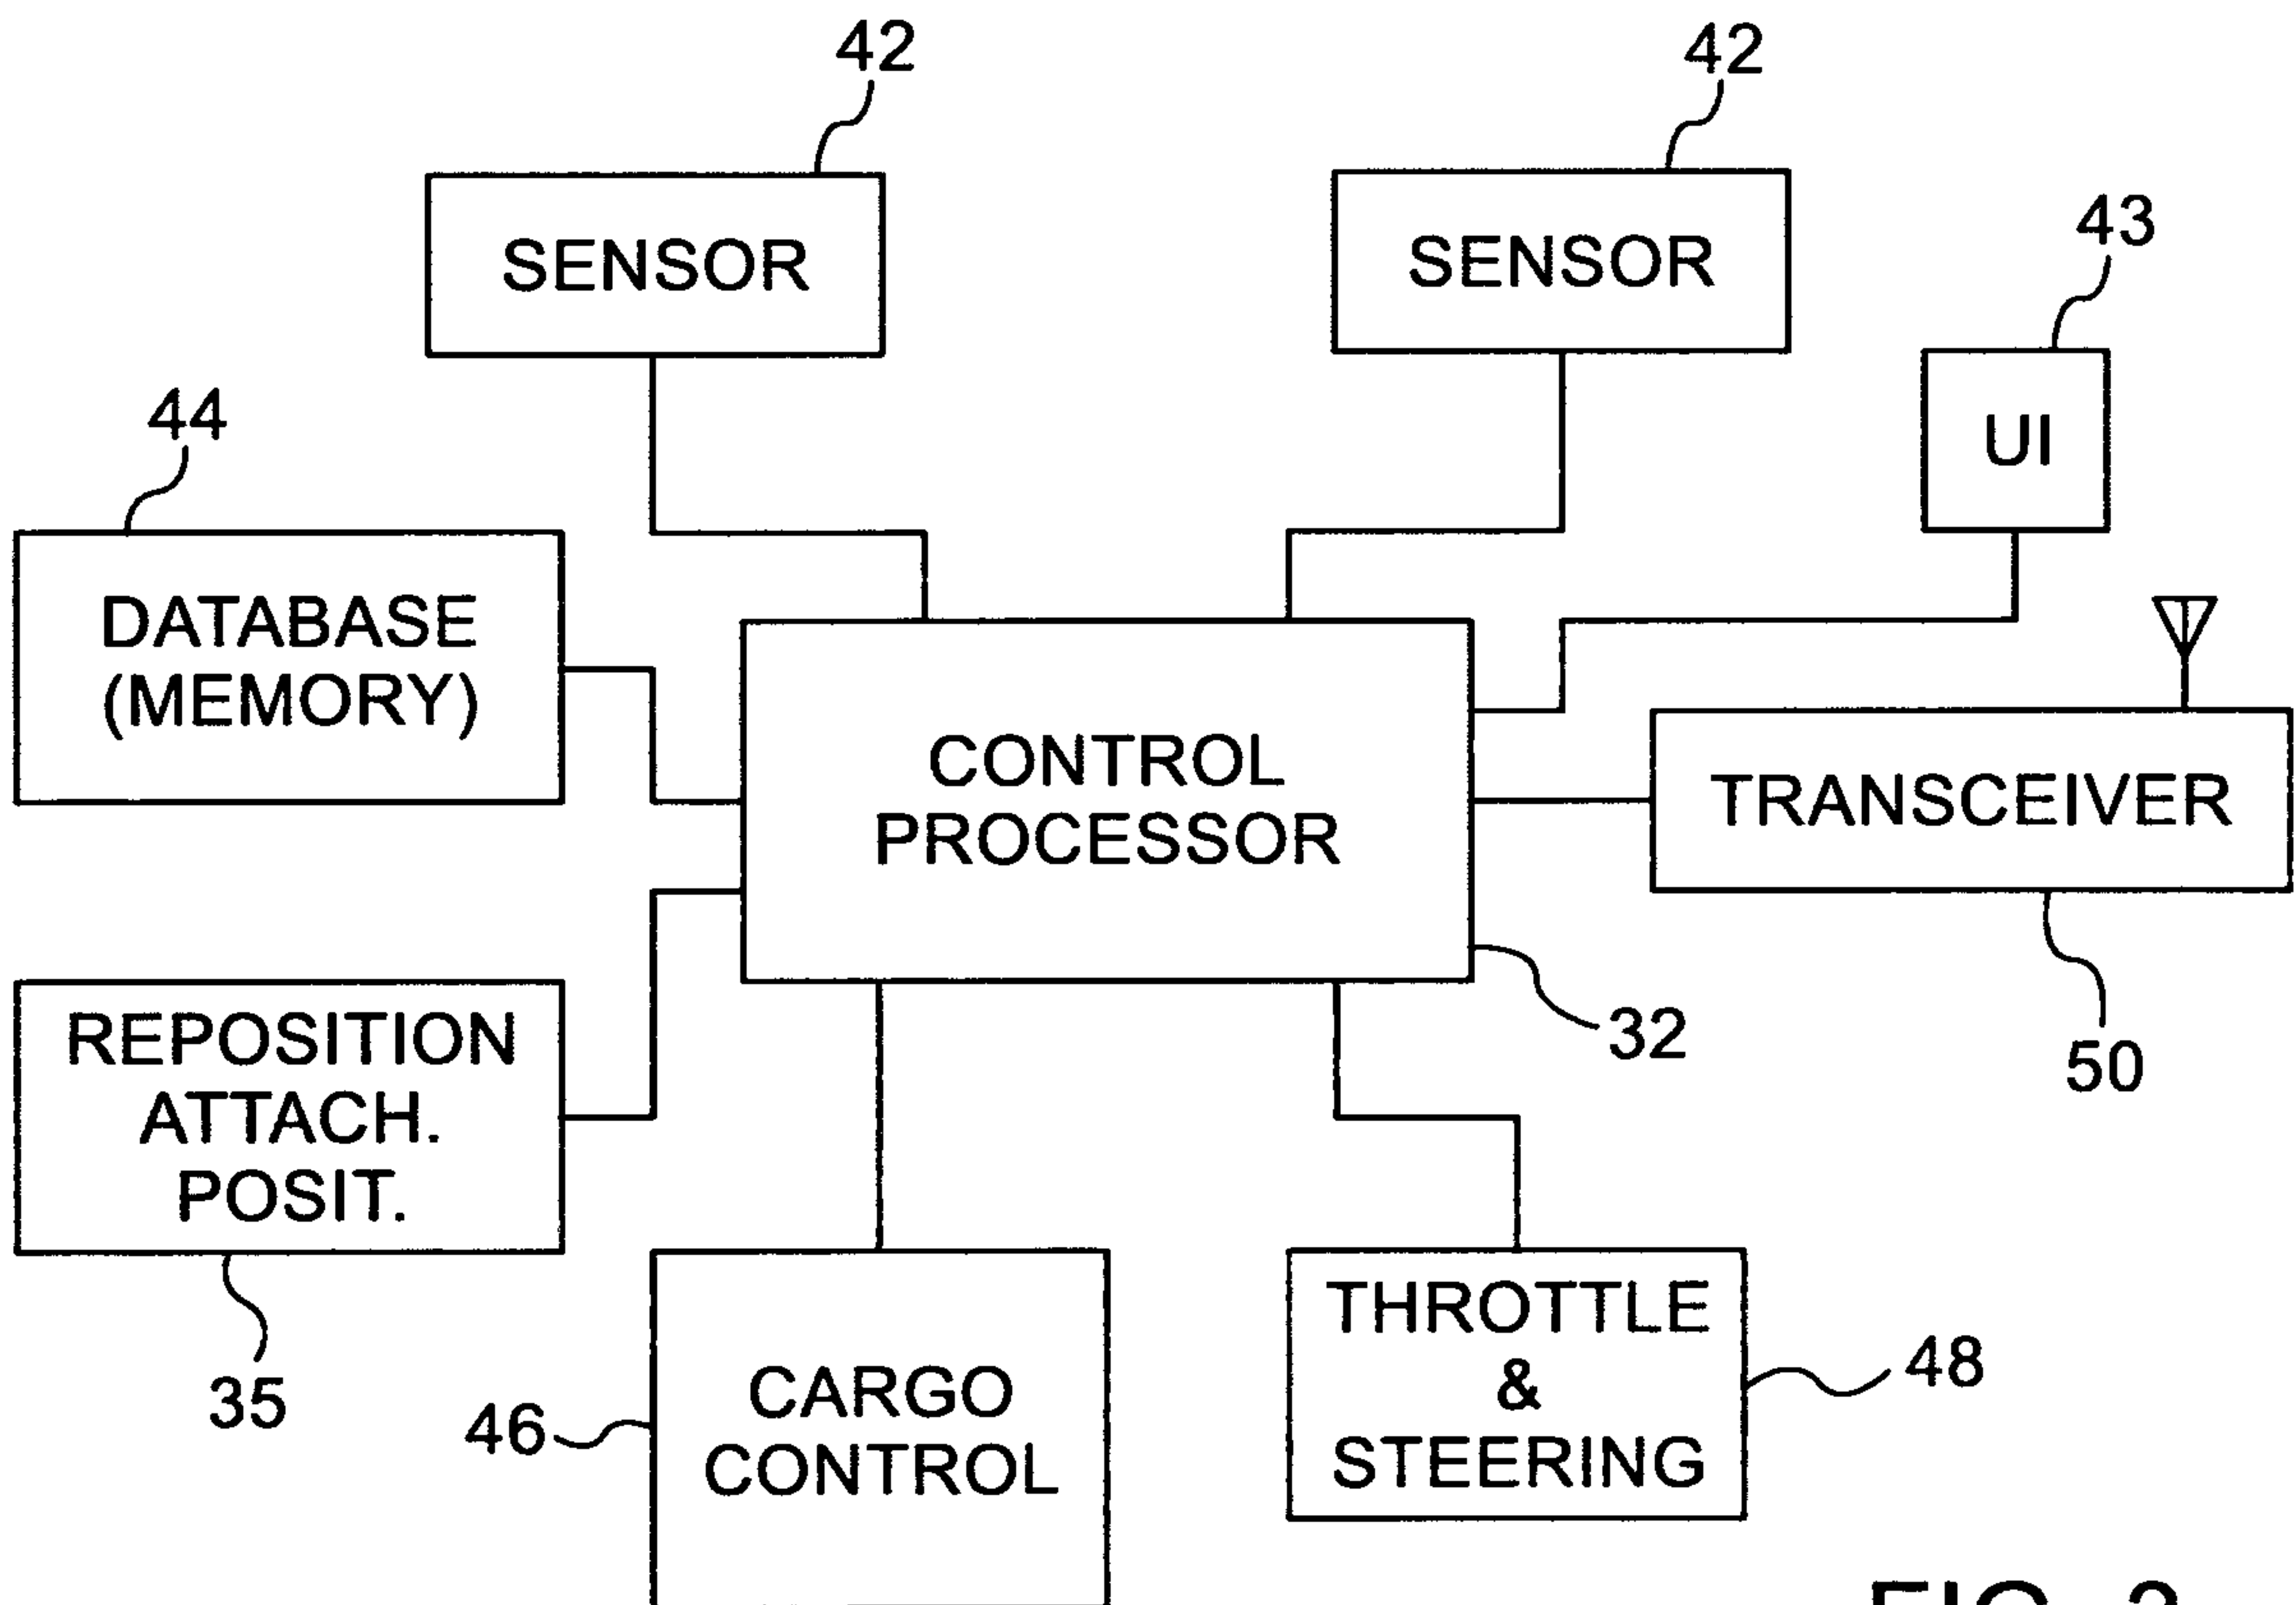 42
42
SENSOR
SENSOR
43
UI
44
DATABASE
(MEMORY)
CONTROL
PROCESSOR
TRANSCEIVER
32
50
REPOSITION
ATTACH.
POSIT.
35
46
CARGO
CONTROL
THROTTLE
&
STEERING
48